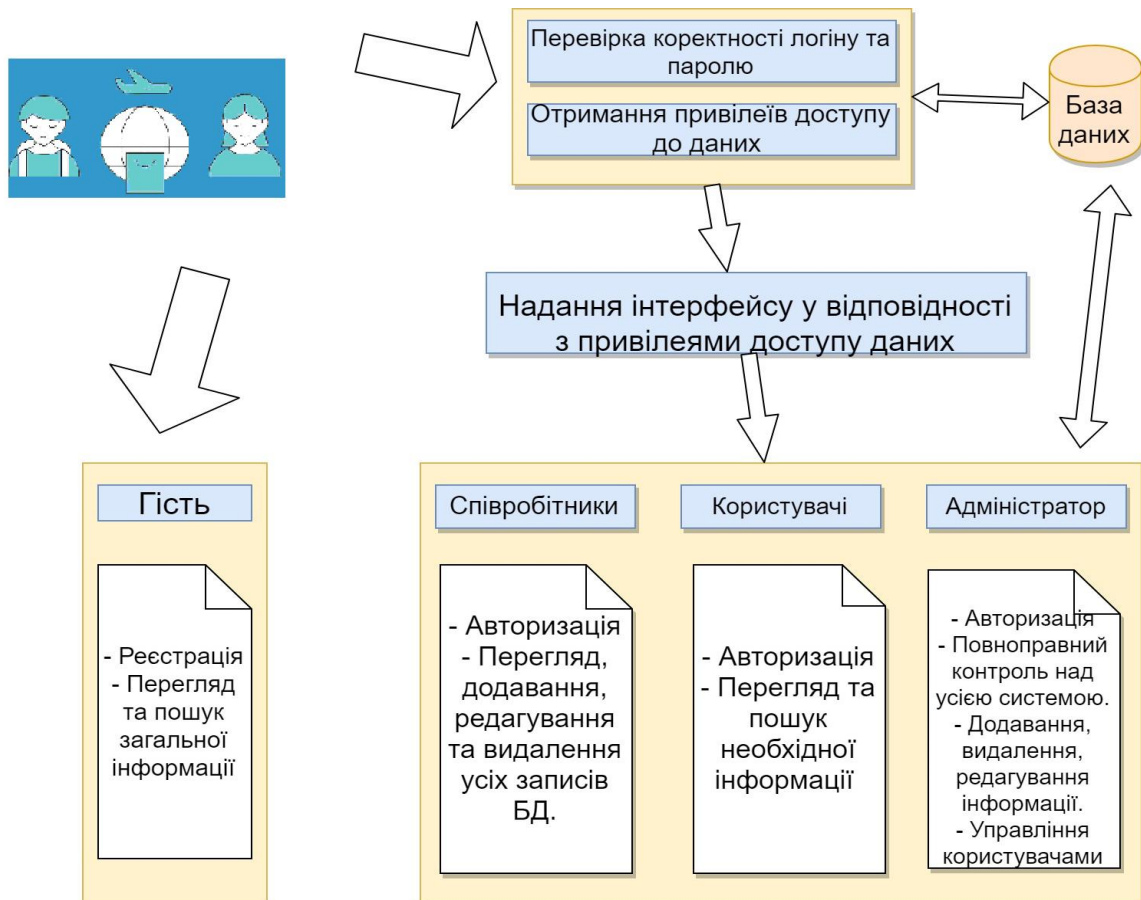 Перевірка коректності логіну та
паролю
Отримання привілеїв доступу
до даних
База
даних
Надання інтерфейсу у відповідності
з привілеями доступу даних
Гість
- Реєстрація
- Перегляд
та пошук
загальної
інформації
Співробітники
- Авторизація
- Перегляд,
додавання,
редагування
та видалення
усіх записів
БД.
Користувачі
- Авторизація
- Перегляд та
пошук
необхідної
інформації
Адміністратор
- Авторизація
- Повноправний
контроль над
усією системою.
- Додавання,
видалення,
редагування
інформації.
- Управління
користувачами